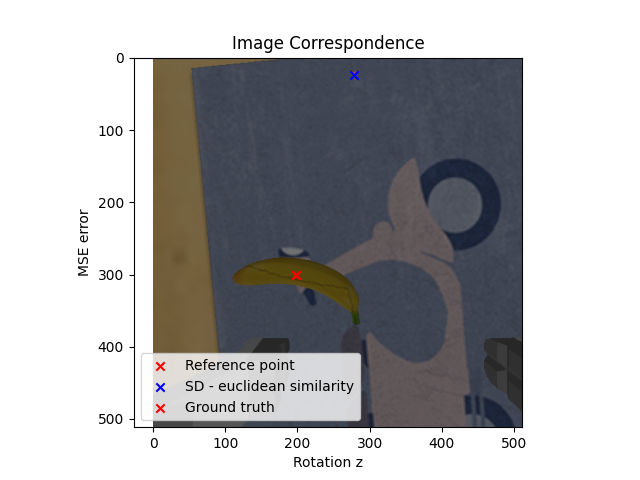 Image Correspondence
MSE error
0
100
200
300
400
500
Reference point
SD - euclidean similarity
Ground truth
0 100 200 300 400 500
Rotation z